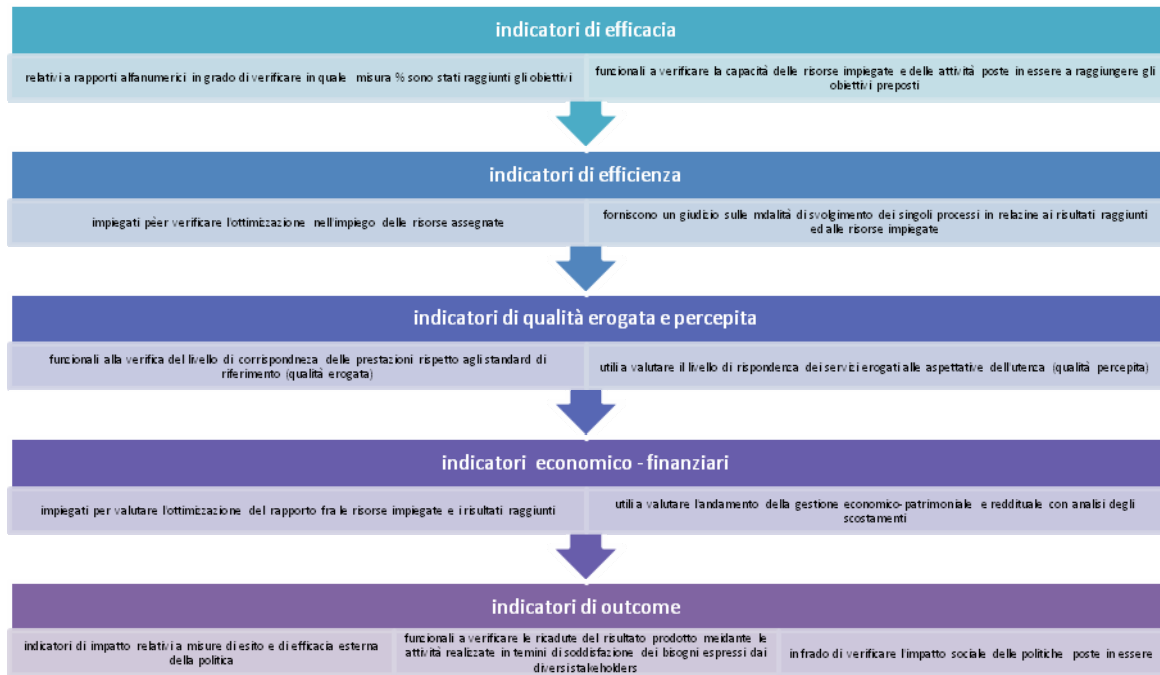 indicatori di efficacia
relativi a rapporti alfanumerici in grado di verificare in quale misura % sono stati raggiunti gli obiettivi
funzionali a verificare la capacità delle risorse impiegate e delle attività poste in essere a raggiungere gli
obiettivi preposti
indicatori di efficienza
impiegati pèer verificare l'ottimizzazione nell'impiego delle risorse assegnate
forniscono un giudizio sulle mdalità di svolgimento dei singoli processi in relazine ai risultati raggiunti
ed alle risorse impiegate
indicatori di qualità erogata e percepita
funzionali alla verifica del livello di corrispondneza delle prestazioni rispetto agli standard di
riferimento (qualità erogata)
utili a valutare il livello di rispondenza dei servizi erogati alle aspettative dell'utenza (qualità percepita)
indicatori economico - finanziari
impiegati per valutare l'ottimizzazione del rapporto fra le risorse impiegate e i risultati raggiunti
utili a valutare l'andamento della gestione economico-patrimoniale e reddituale con analisi degli
scostamenti
indicatori di outcome
indicatori di impatto relativi a misure di esito e di efficacia esterna
della politica
funzionali a verificare le ricadute del risultato prodotto meidante le
attività realizzate in temini di soddisfazione dei bisogni espressi dai
diversi stakeholders
in frado di verificare l'impatto sociale delle politiche poste in essere